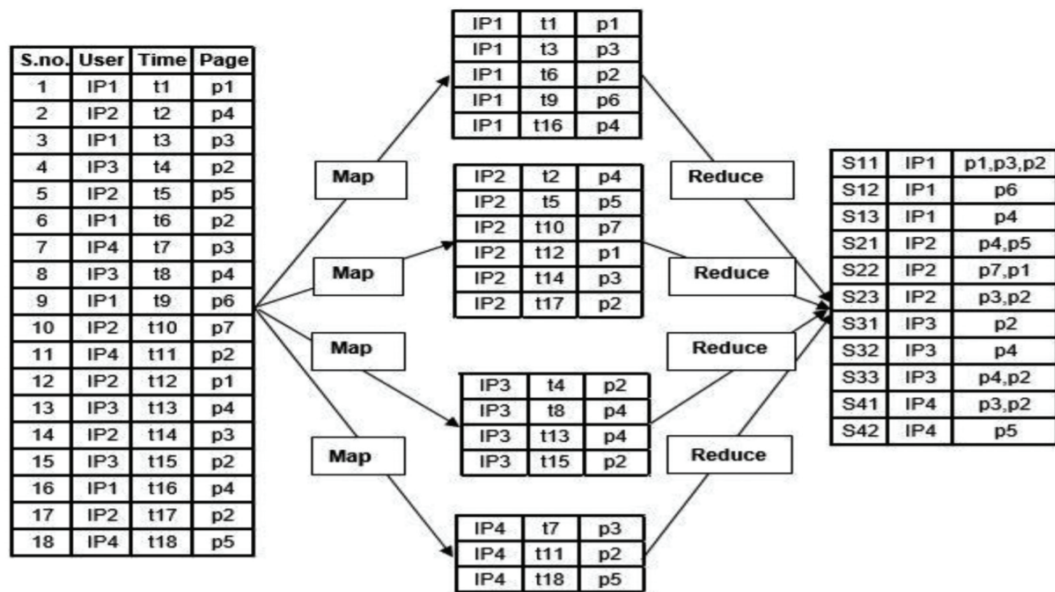 S.no. User Time Page
1 IP1 t1 p1
2 IP2 t2 p4
3 IP1 t3 p3
4 IP3 t4 p2
5 IP2 t5 p5
6 IP1 t6 p2
7 IP4 t7 p3
8 IP3 t8 p4
9 IP1 t9 p6
10 IP2 t10 p7
11 IP4 t11 p2
12 IP2 t12 p1
13 IP3 t13 p4
14 IP2 t14 p3
15 IP3 t15 p2
16 IP1 t16 p4
17 IP2 t17 p2
18 IP4 t18 p5
Map
Map
Map
Map
IP1 t1 p1
IP1 t3 p3
IP1 t6 p2
IP1 t9 p6
IP1 t16 p4
IP2 t2 p4
IP2 t5 p5
IP2 t10 p7
IP2 t12 p1
IP2 t14 p3
IP2 t17 p2
IP3 t4 p2
IP3 t8 p4
IP3 t13 p4
IP3 t15 p2
IP4 t7 p3
IP4 t11 p2
IP4 t18 p5
Reduce
Reduce
Reduce
Reduce
S11 IP1 p1,p3,p2
S12 IP1 p6
S13 IP1 p4
S21 IP2 p4,p5
S22 IP2 p7,p1
S23 IP2 p3,p2
S31 IP3 p2
S32 IP3 p4
S33 IP3 p4,p2
S41 IP4 p3,p2
S42 IP4 p5